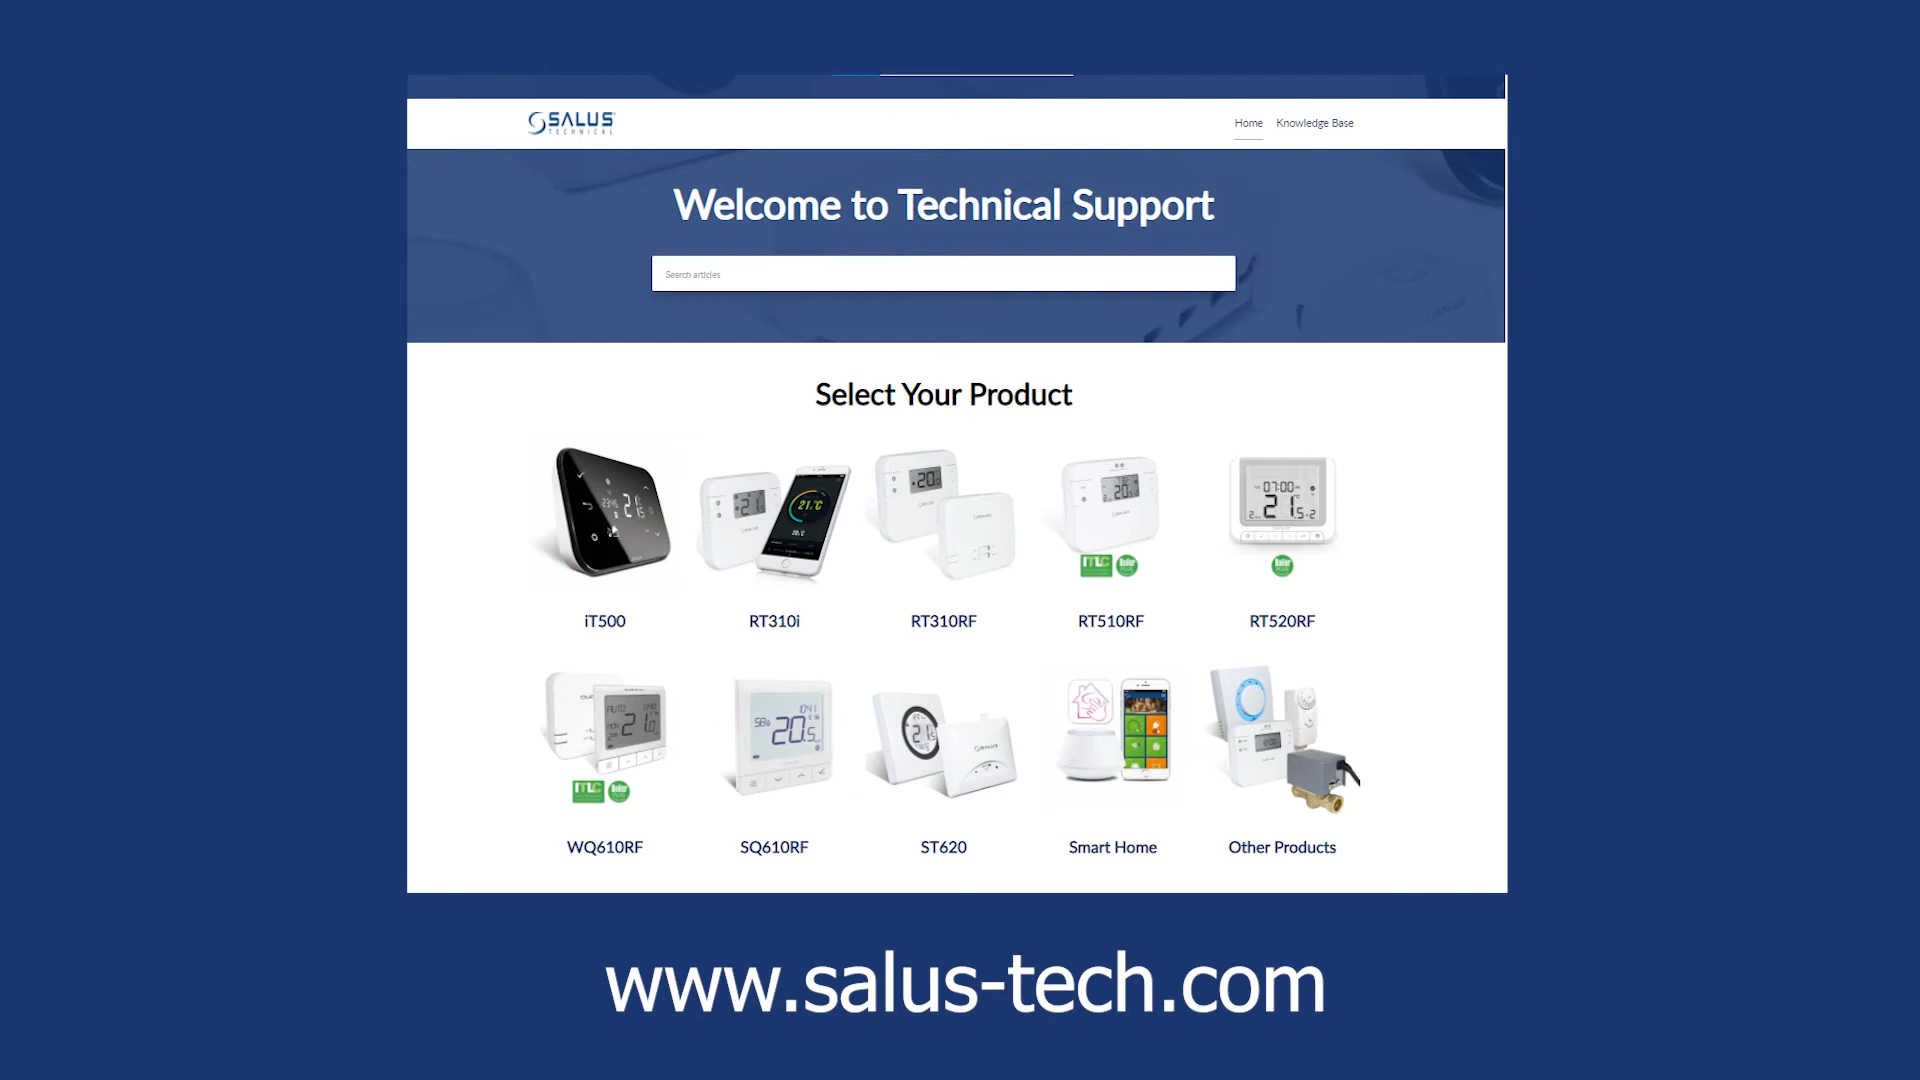 SALUS
TECHNICAL
Home Knowledge Base
Welcome to Technical Support
Search articles
Select Your Product
iT500 RT310i RT310RF RT510RF RT520RF
WQ610RF SQ610RF ST620 Smart Home Other Products
www.salus-tech.com